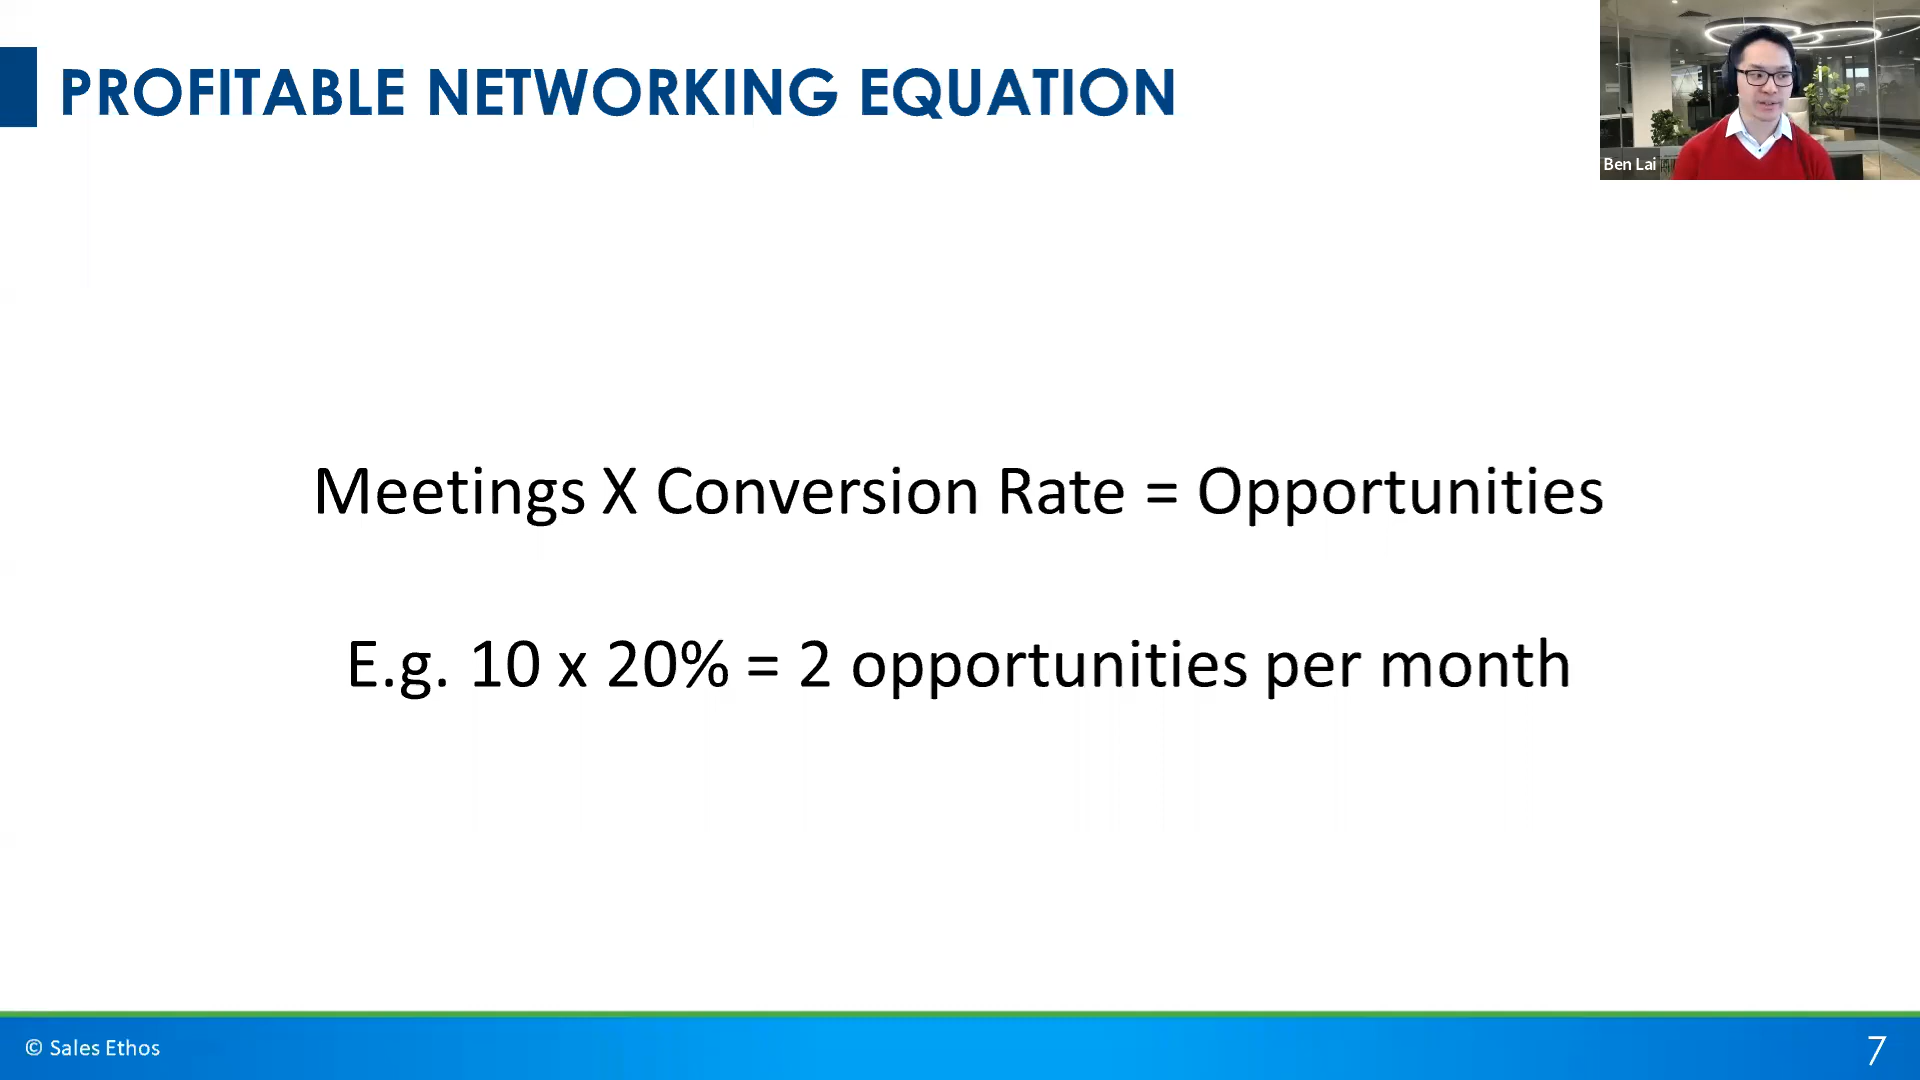 PROFITABLE NETWORKING EQUATION
Ben Lai
Meetings X Conversion Rate = Opportunities
E.g. 10 x 20% = 2 opportunities per month
© Sales Ethos
7